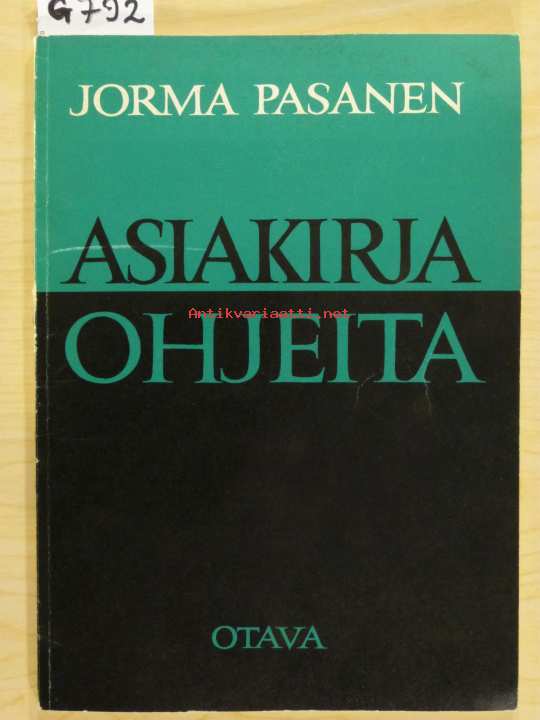 G792
JORMA PASANEN
ASIAKIRJA
Antikvariaatti.net
OHJEITA
OTAVA